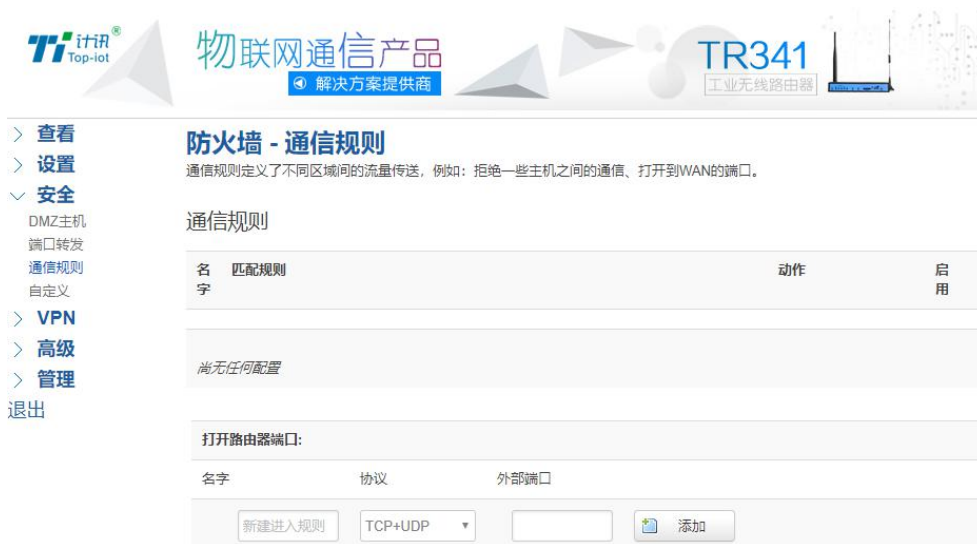 计讯®
Top-iot
物联网通信产品
解决方案提供商
TR341
工业无线路由器
查看
设置
安全
DMZ主机
端口转发
通信规则
自定义
VPN
高级
管理
退出
防火墙 - 通信规则
通信规则定义了不同区域间的流量传送，例如：拒绝一些主机之间的通信、打开到WAN的端口。
通信规则
名字 匹配规则 动作 启用
尚无任何配置
打开路由器端口:
名字 协议 外部端口
新建进入规则 TCP+UDP 添加